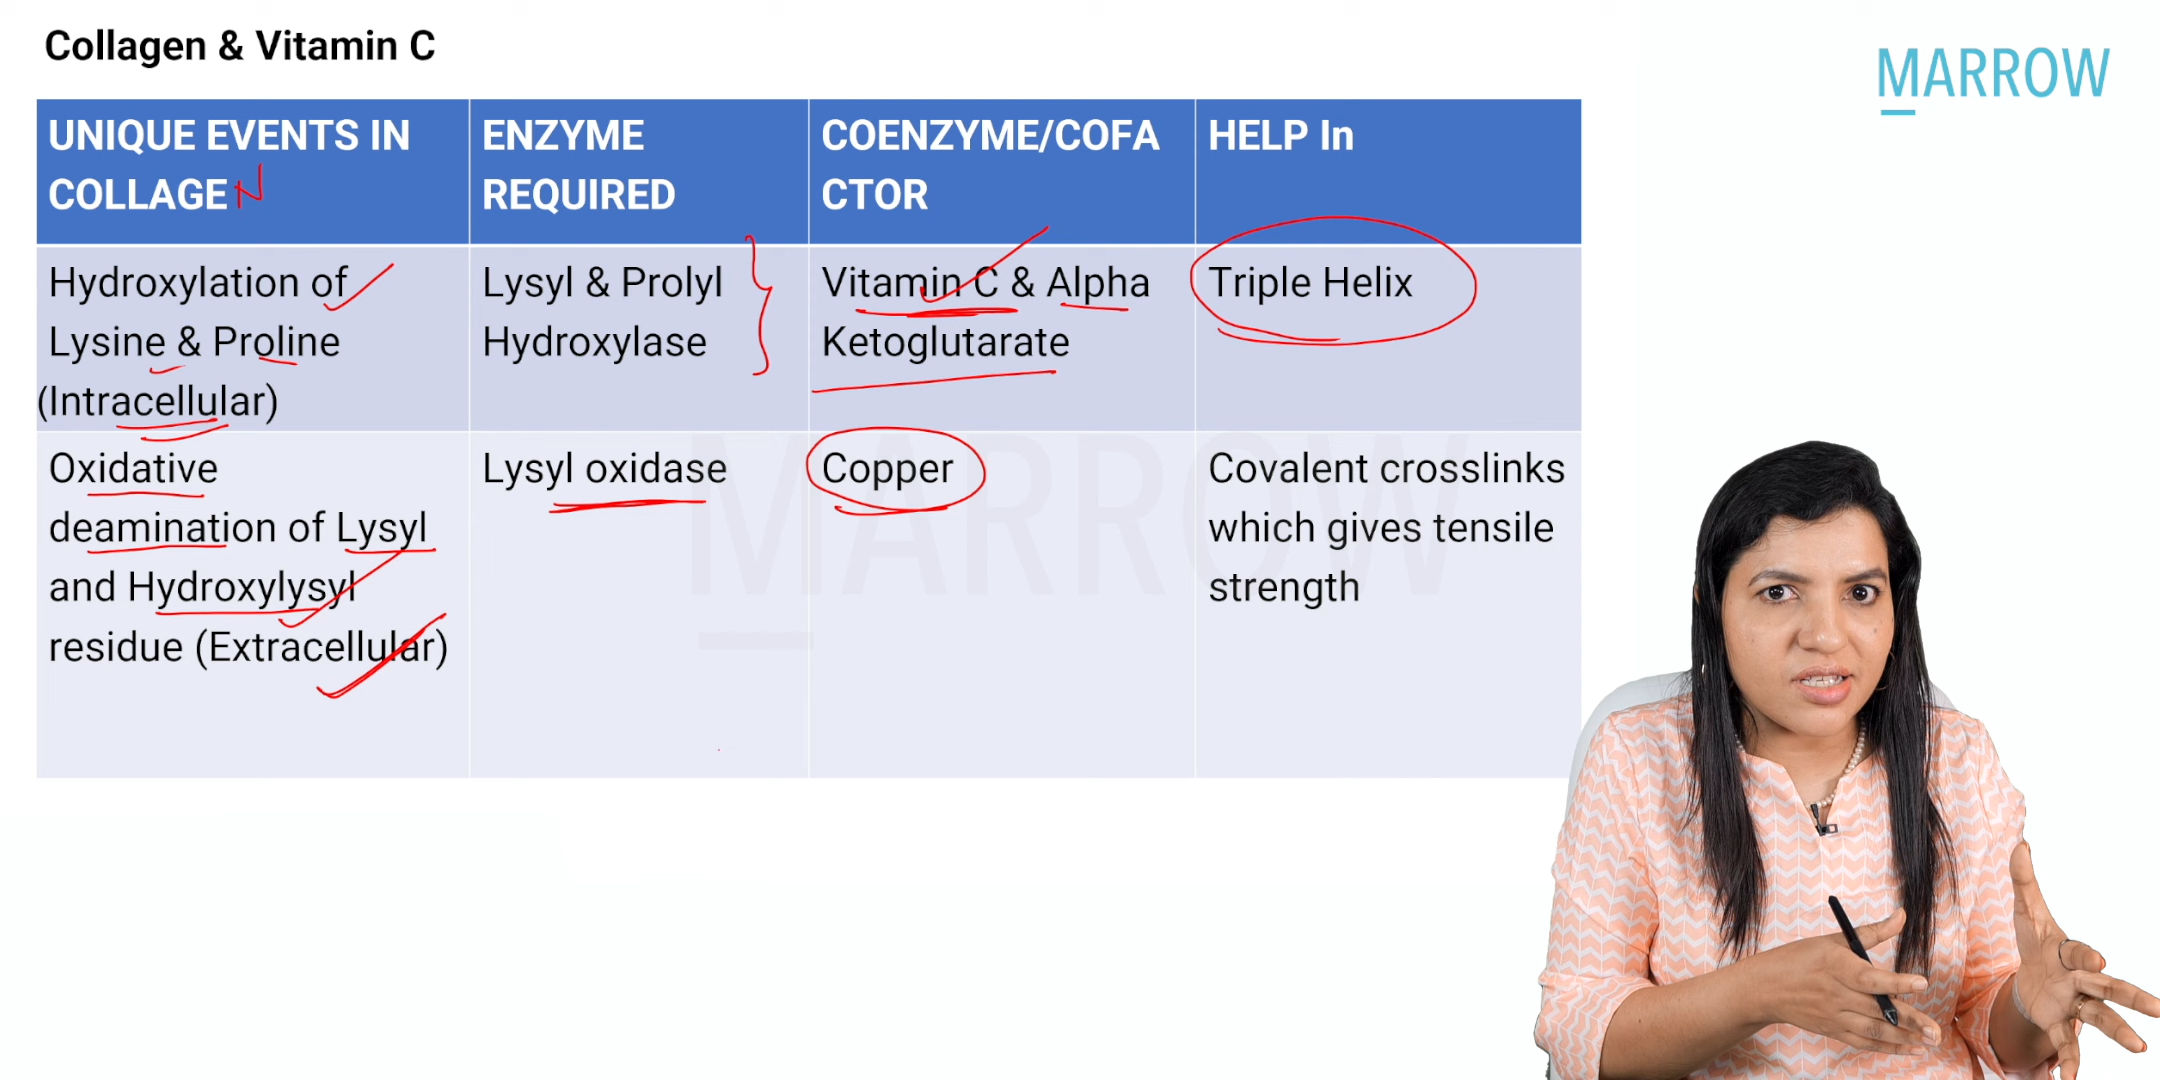 Collagen & Vitamin C
MARROW
UNIQUE EVENTS IN
COLLAGEN
ENZYME
REQUIRED
COENZYME/COFA
CTOR
HELP In
Hydroxylation of
Lysine & Proline
(Intracellular)
Lysyl & Prolyl
Hydroxylase
Vitamin C & Alpha
Ketoglutarate
Triple Helix
Oxidative
deamination of Lysyl
and Hydroxylysyl
residue (Extracellular)
Lysyl oxidase
Copper
Covalent crosslinks
which gives tensile
strength
MARROW